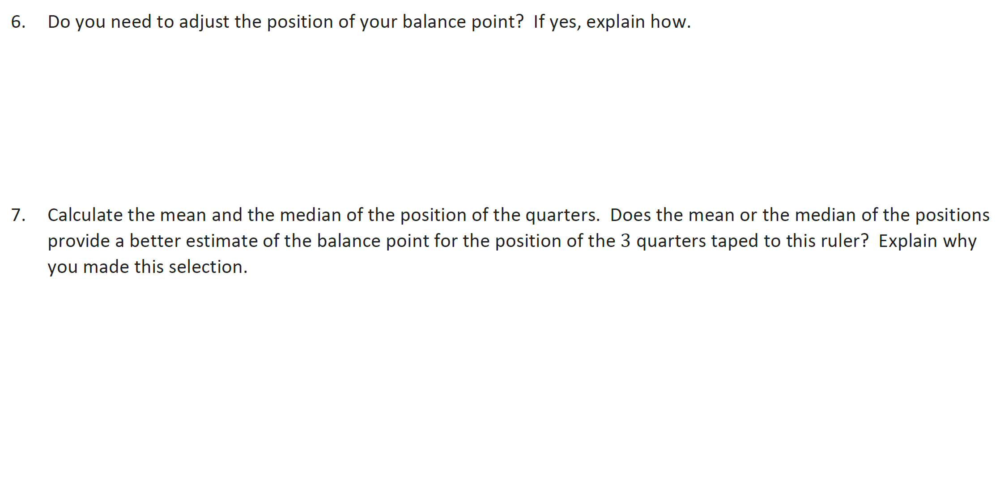 6. Do you need to adjust the position of your balance point? If yes, explain how.
7. Calculate the mean and the median of the position of the quarters. Does the mean or the median of the positions
provide a better estimate of the balance point for the position of the 3 quarters taped to this ruler? Explain why
you made this selection.